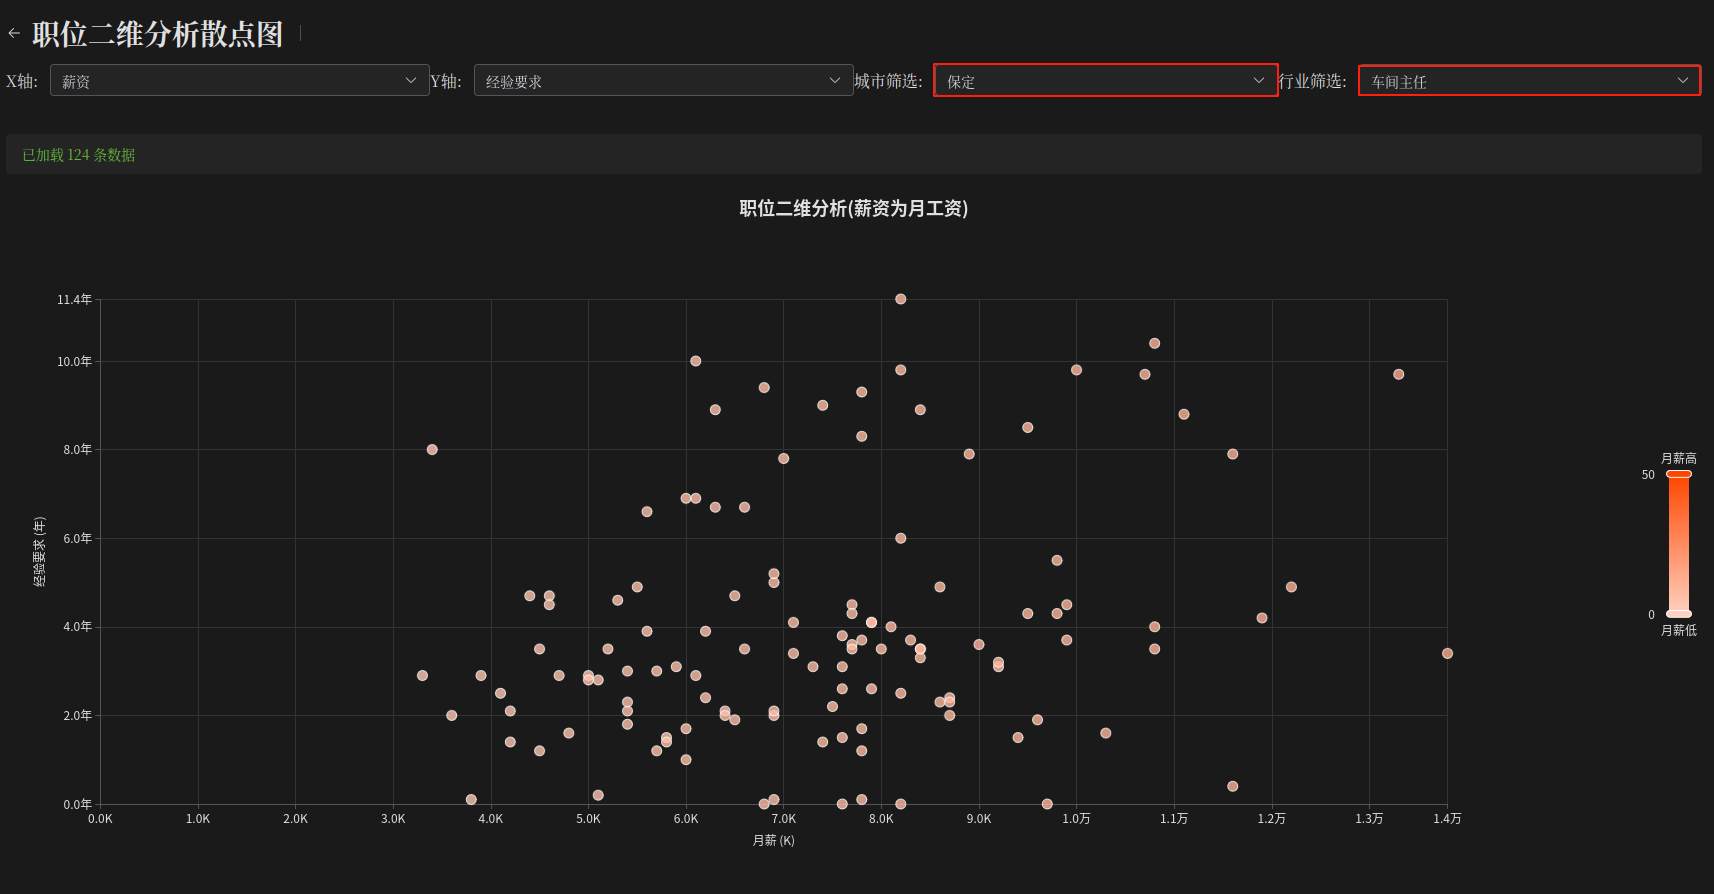 职位二维分析散点图
X轴: 薪资 Y轴: 经验要求 城市筛选: 保定 行业筛选: 车间主任
已加载 124 条数据
职位二维分析(薪资为月工资)
11.4年
10.0年
8.0年
6.0年
4.0年
2.0年
0.0年
经验要求 (年)
0.0K 1.0K 2.0K 3.0K 4.0K 5.0K 6.0K 7.0K 8.0K 9.0K 1.0万 1.1万 1.2万 1.3万 1.4万
月薪 (K)
月薪高
50
0
月薪低